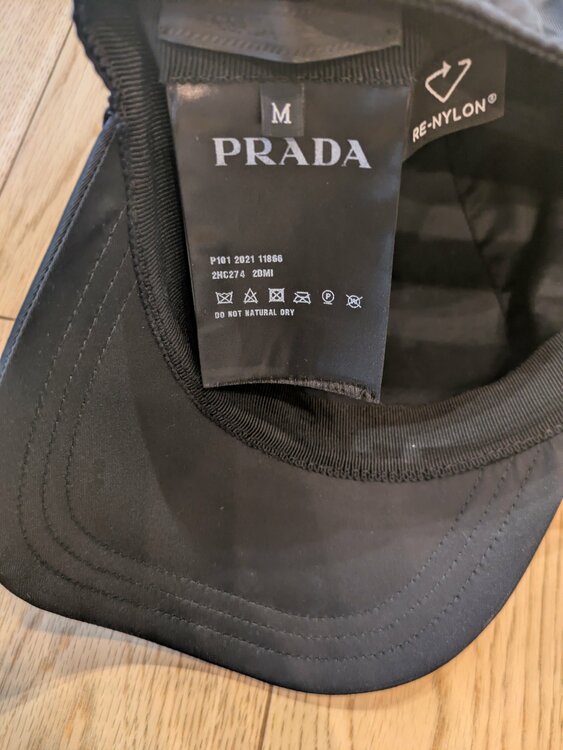 M
PRADA
RE-NYLON®
P101 2021 11866
2HC274 2DMI
P
DO NOT NATURAL DRY